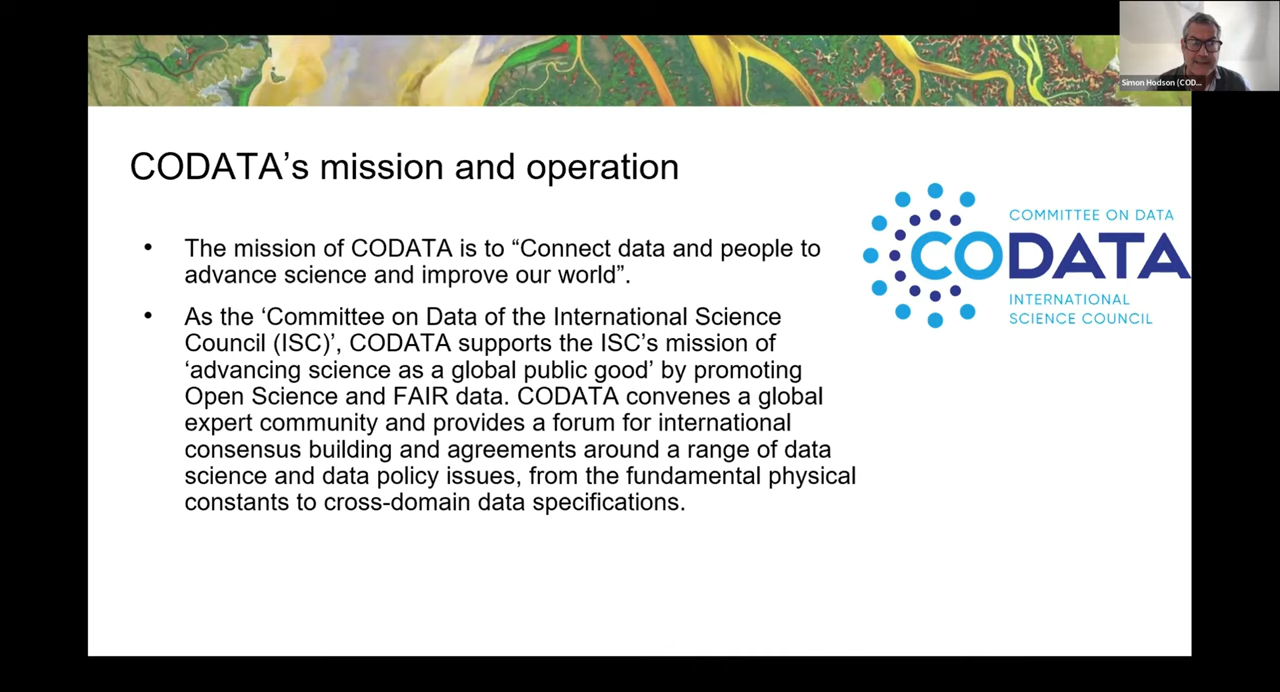 Simon Hodson (COD...
CODATA’s mission and operation
• The mission of CODATA is to “Connect data and people to
advance science and improve our world”.
• As the ‘Committee on Data of the International Science
Council (ISC)’, CODATA supports the ISC’s mission of
‘advancing science as a global public good’ by promoting
Open Science and FAIR data. CODATA convenes a global
expert community and provides a forum for international
consensus building and agreements around a range of data
science and data policy issues, from the fundamental physical
constants to cross-domain data specifications.
COMMITTEE ON DATA
CODATA
INTERNATIONAL
SCIENCE COUNCIL